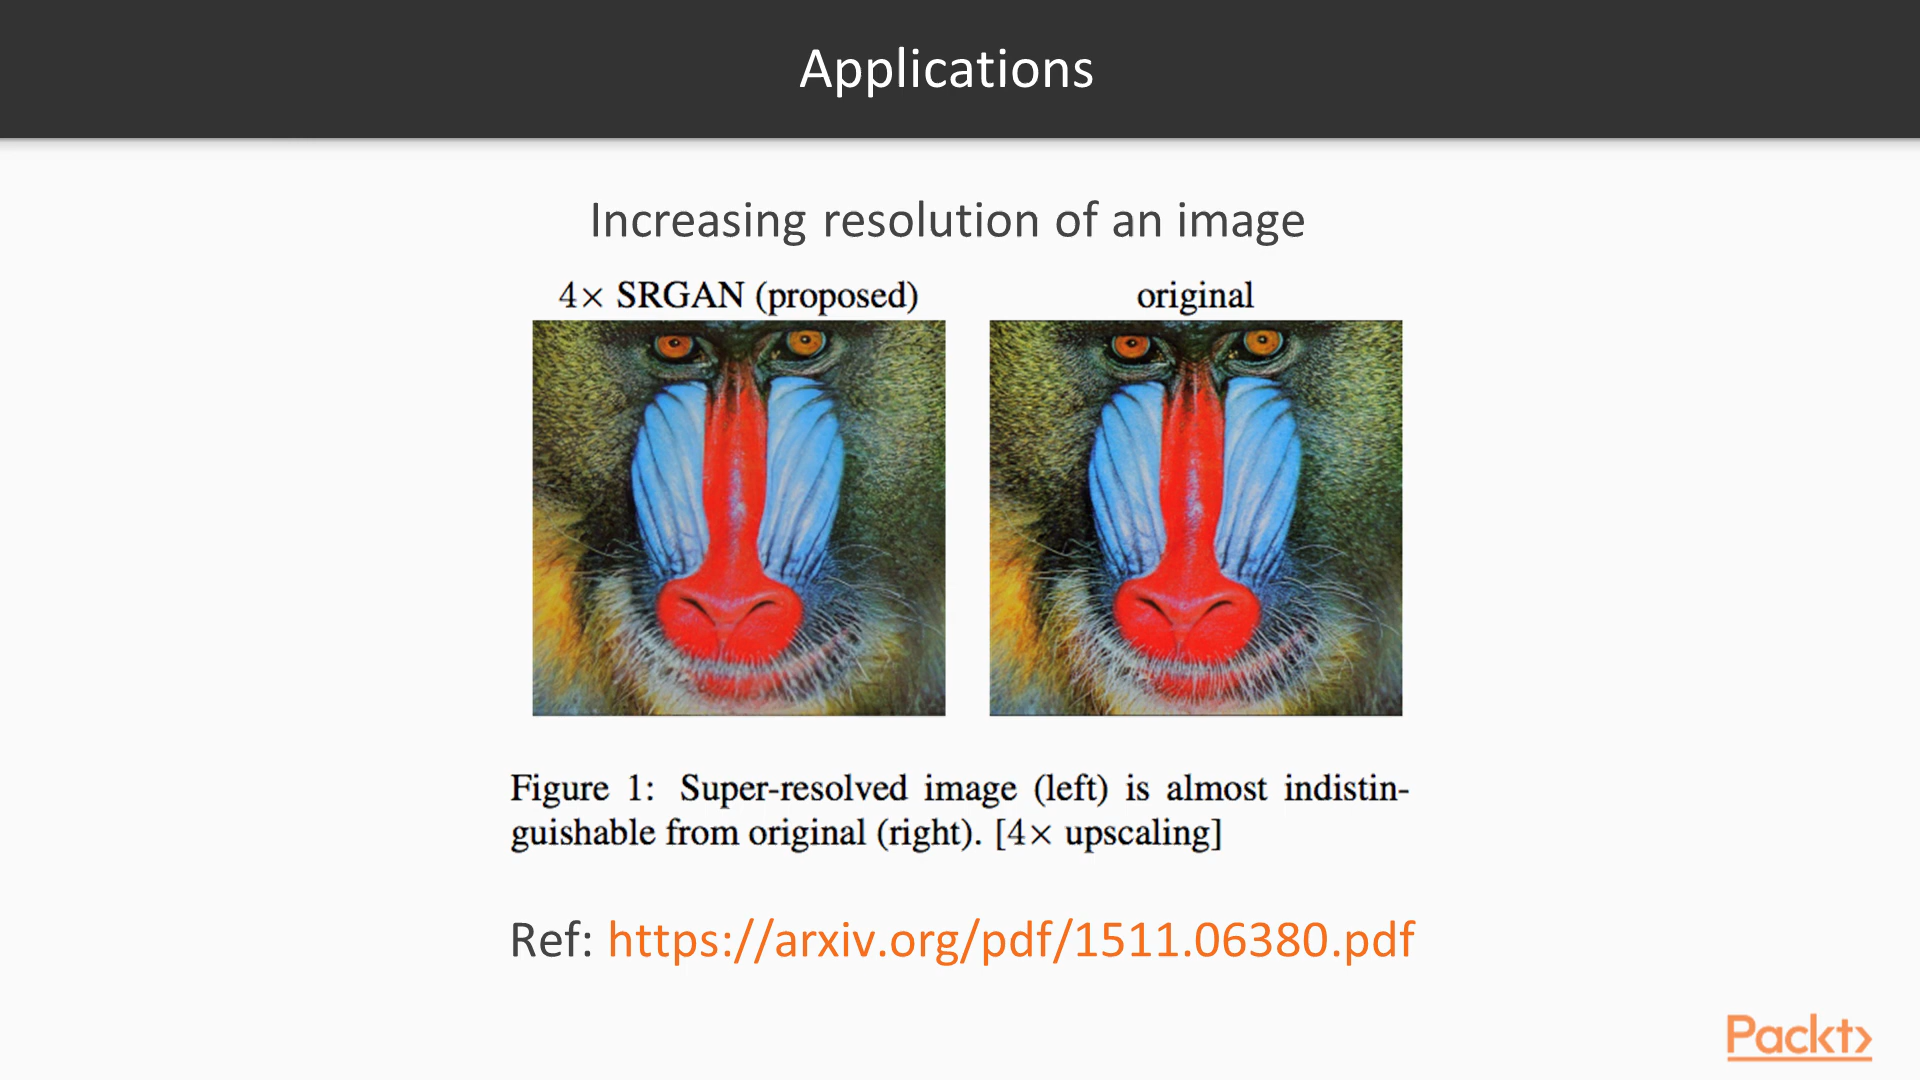 Applications
Increasing resolution of an image
4× SRGAN (proposed)
original
Figure 1: Super-resolved image (left) is almost indistin-
guishable from original (right). [4× upscaling]
Ref: https://arxiv.org/pdf/1511.06380.pdf
Packt>